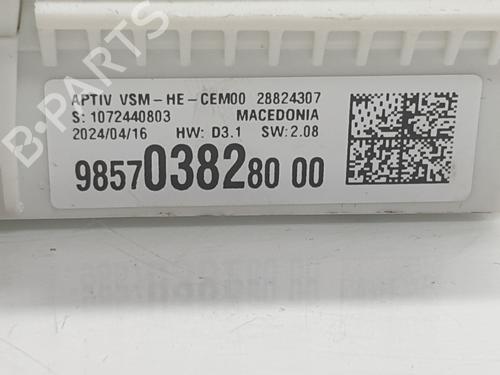 APTIV VSM-HE-CEM00 28824307
S: 1072440803 MACEDONIA
2024/04/16 HW: D3.1 SW:2.08
9857038280 00
B-PARTS